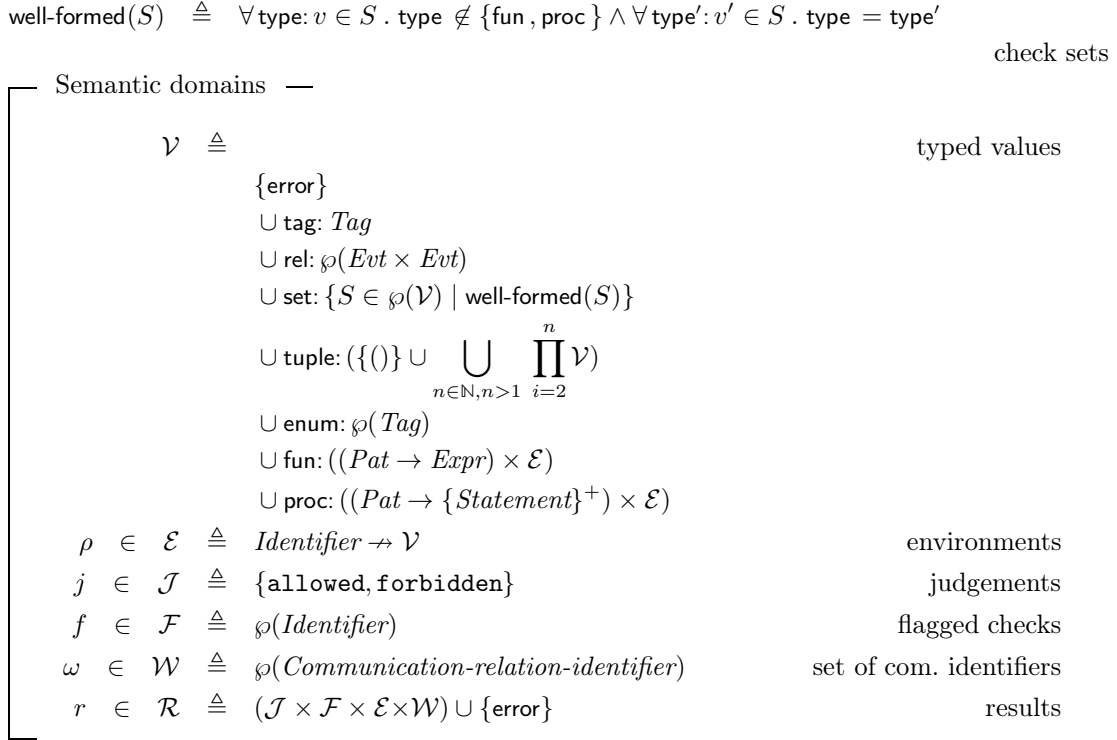 well-formed(S) ≜ ∀ type: v ∈ S . type ∉ {fun , proc } ∧ ∀ type′: v′ ∈ S . type = type′
check sets
Semantic domains
𝒱 ≜ typed values
{error}
∪ tag: Tag
∪ rel: ℘(Evt × Evt)
∪ set: {S ∈ ℘(𝒱) | well-formed(S)}
∪ tuple: ({()} ∪ ⋃_{n∈ℕ,n>1} ∏_{i=2}^{n} 𝒱)
∪ enum: ℘(Tag)
∪ fun: ((Pat → Expr) × ℰ)
∪ proc: ((Pat → {Statement}⁺) × ℰ)
ρ ∈ ℰ ≜ Identifier ↛ 𝒱 environments
j ∈ 𝒥 ≜ {allowed, forbidden} judgements
f ∈ ℱ ≜ ℘(Identifier) flagged checks
ω ∈ 𝒲 ≜ ℘(Communication-relation-identifier) set of com. identifiers
r ∈ ℛ ≜ (𝒥 × ℱ × ℰ×𝒲) ∪ {error} results